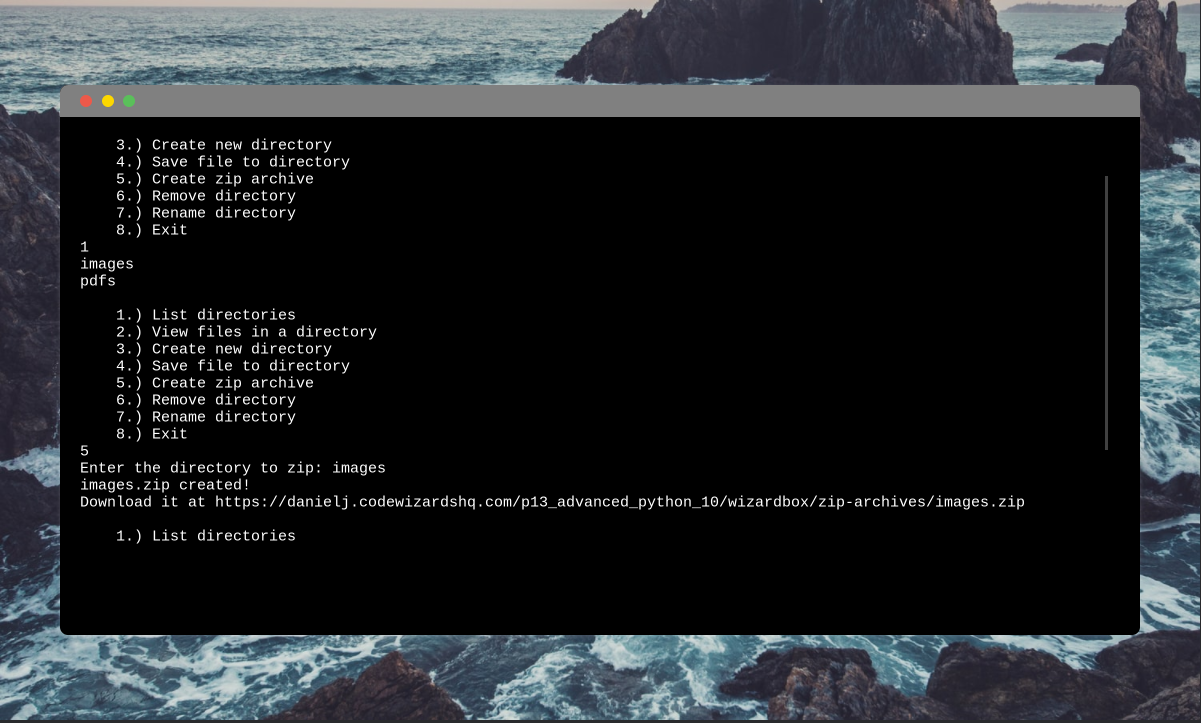 3.) Create new directory
4.) Save file to directory
5.) Create zip archive
6.) Remove directory
7.) Rename directory
8.) Exit
1
images
pdfs
1.) List directories
2.) View files in a directory
3.) Create new directory
4.) Save file to directory
5.) Create zip archive
6.) Remove directory
7.) Rename directory
8.) Exit
5
Enter the directory to zip: images
images.zip created!
Download it at https://danielj.codewizardshq.com/p13_advanced_python_10/wizardbox/zip-archives/images.zip
1.) List directories